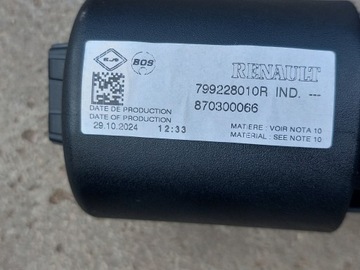 BOS
RENAULT
799228010R IND. ---
870300066
DATE DE PRODUCTION
DATE OF PRODUCTION
29.10.2024 12:33
MATIERE : VOIR NOTA 10
MATERIAL : SEE NOTE 10